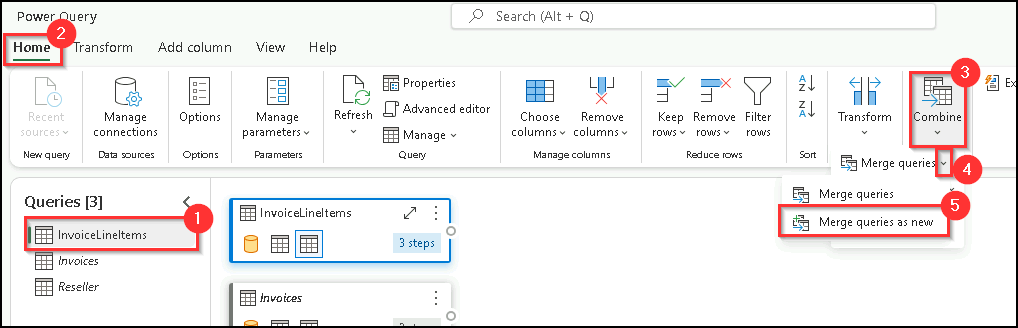 Power Query
Search (Alt + Q)
2
Home
Transform
Add column
View
Help
3
Recent
sources
Manage
connections
Options
Manage
parameters
Refresh
Properties
Advanced editor
Manage
Choose
columns
Remove
columns
Keep
rows
Remove
rows
Filter
rows
A
Z
Z
A
Transform
Combine
Ex
New query
Data sources
Options
Parameters
Query
Manage columns
Reduce rows
Sort
Merge queries
4
Merge queries
5
Merge queries as new
Queries [3]
1
InvoiceLineItems
Invoices
Reseller
InvoiceLineItems
3 steps
Invoices